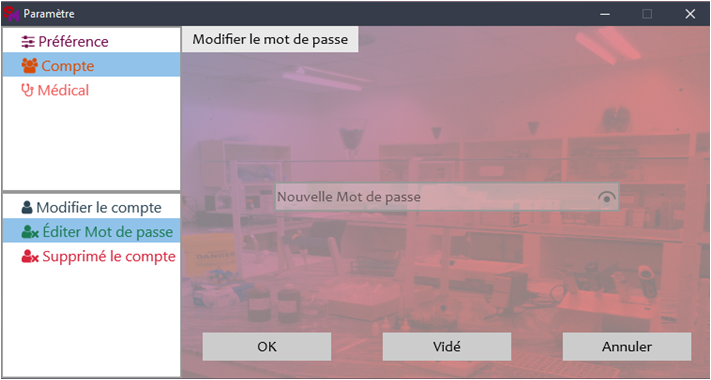 Paramètre
Préférence
Compte
Médical
Modifier le compte
Éditer Mot de passe
Supprimé le compte
Modifier le mot de passe
Nouvelle Mot de passe
OK
Vidé
Annuler